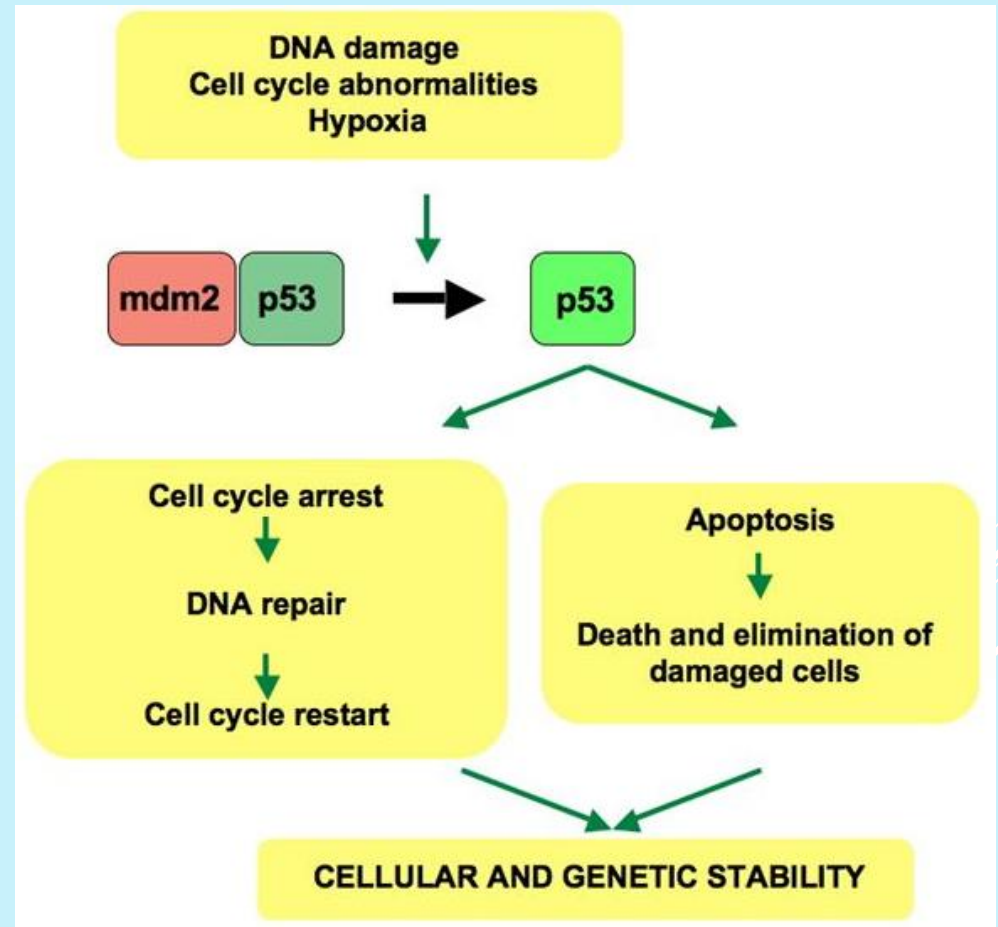 DNA damage
Cell cycle abnormalities
Hypoxia
mdm2 p53 p53
Cell cycle arrest
DNA repair
Cell cycle restart
Apoptosis
Death and elimination of
damaged cells
CELLULAR AND GENETIC STABILITY